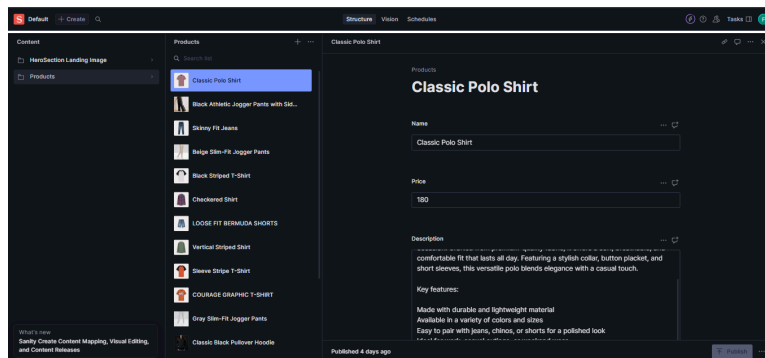 S Default + Create
Structure Vision Schedules
Tasks
Content
HeroSection Landing Image
Products
What's new
Sanity Create Content Mapping, Visual Editing,
and Content Releases
Products
Search list
Classic Polo Shirt
Black Athletic Jogger Pants with Sid...
Skinny Fit Jeans
Beige Slim-Fit Jogger Pants
Black Striped T-Shirt
Checkered Shirt
LOOSE FIT BERMUDA SHORTS
Vertical Striped Shirt
Sleeve Stripe T-Shirt
COURAGE GRAPHIC T-SHIRT
Gray Slim-Fit Jogger Pants
Classic Black Pullover Hoodie
Classic Polo Shirt
Products
Classic Polo Shirt
Name
Classic Polo Shirt
Price
180
Description
comfortable fit that lasts all day. Featuring a stylish collar, button placket, and
short sleeves, this versatile polo blends elegance with a casual touch.
Key features:
Made with durable and lightweight material
Available in a variety of colors and sizes
Easy to pair with jeans, chinos, or shorts for a polished look
Published 4 days ago
Publish